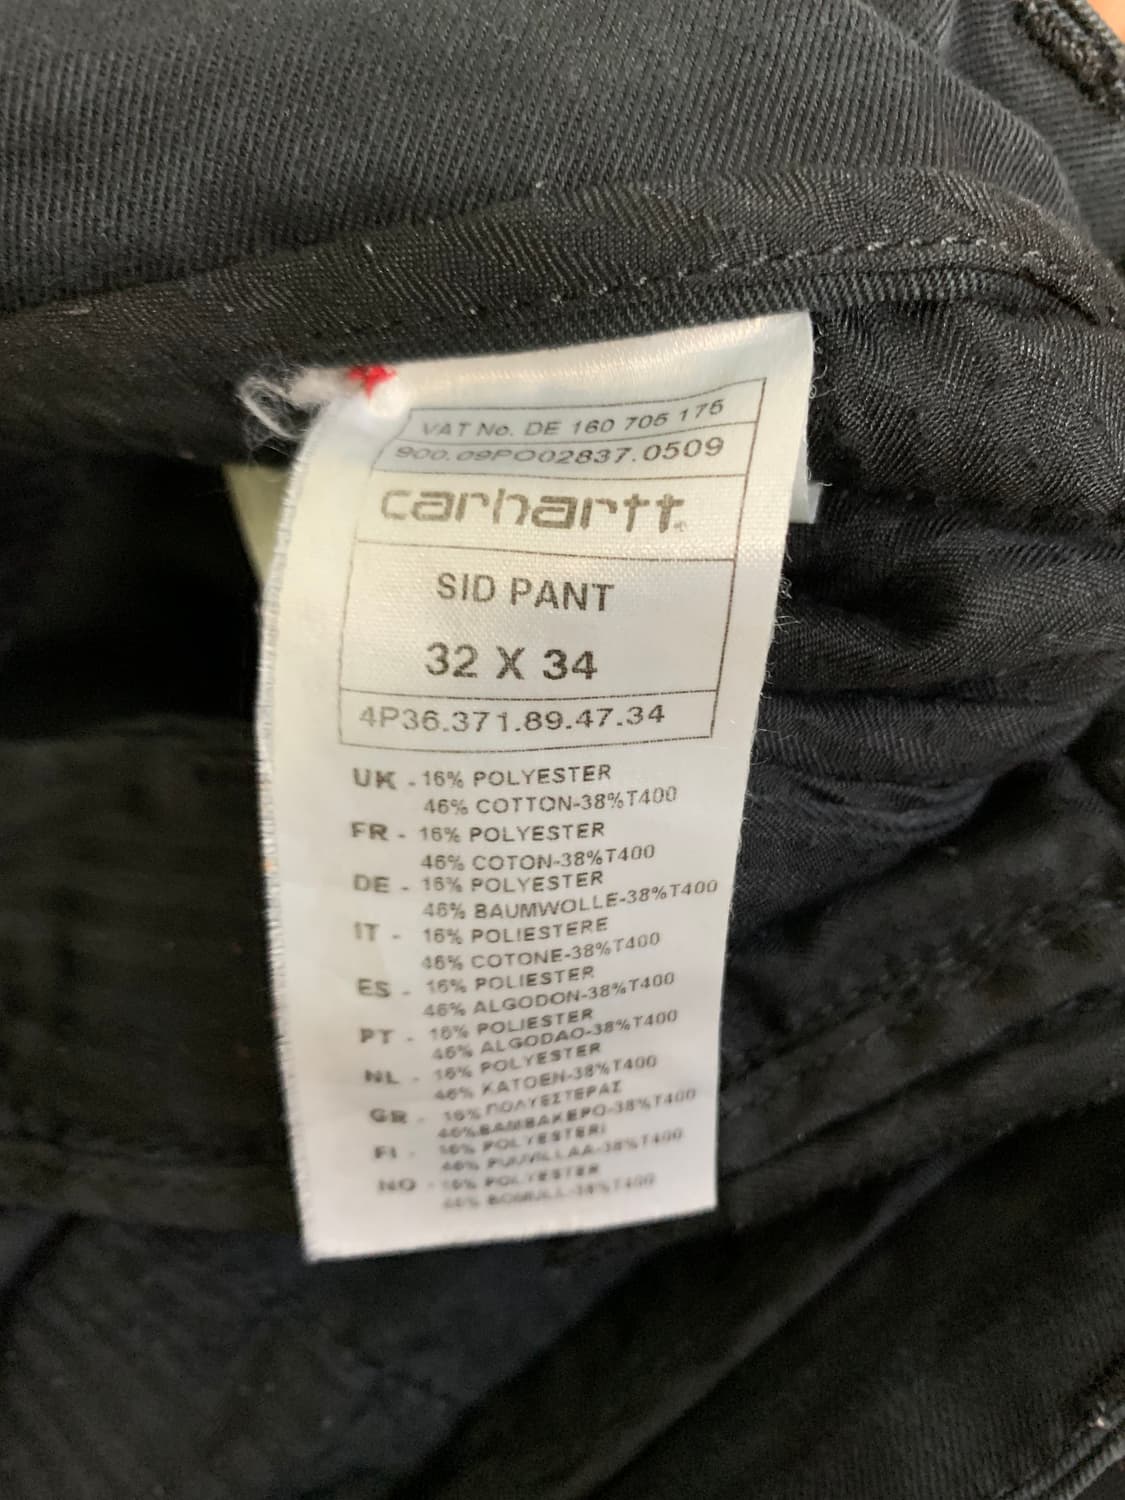 VAT No. DE 160 705 175
900.09PO02837.0509
carhartt
SID PANT
32 X 34
4P36.371.89.47.34
UK - 16% POLYESTER
46% COTTON-38%T400
FR - 16% POLYESTER
46% COTON-38%T400
DE - 16% POLYESTER
46% BAUMWOLLE-38%T400
IT - 16% POLIESTERE
46% COTONE-38%T400
ES - 16% POLIESTER
46% ALGODON-38%T400
PT - 16% POLIESTER
46% ALGODAO-38%T400
NL - 16% POLYESTER
46% KATOEN-38%T400
GR - 16% ΠΟΛΥΕΣΤΕΡΑΣ
46%ΒΑΜΒΑΚΕΡΟ-38%T400
FI - 16% POLYESTERI
46% PUUVILLAA-38%T400
NO - 16% POLYESTER
46% BOMULL-38%T400